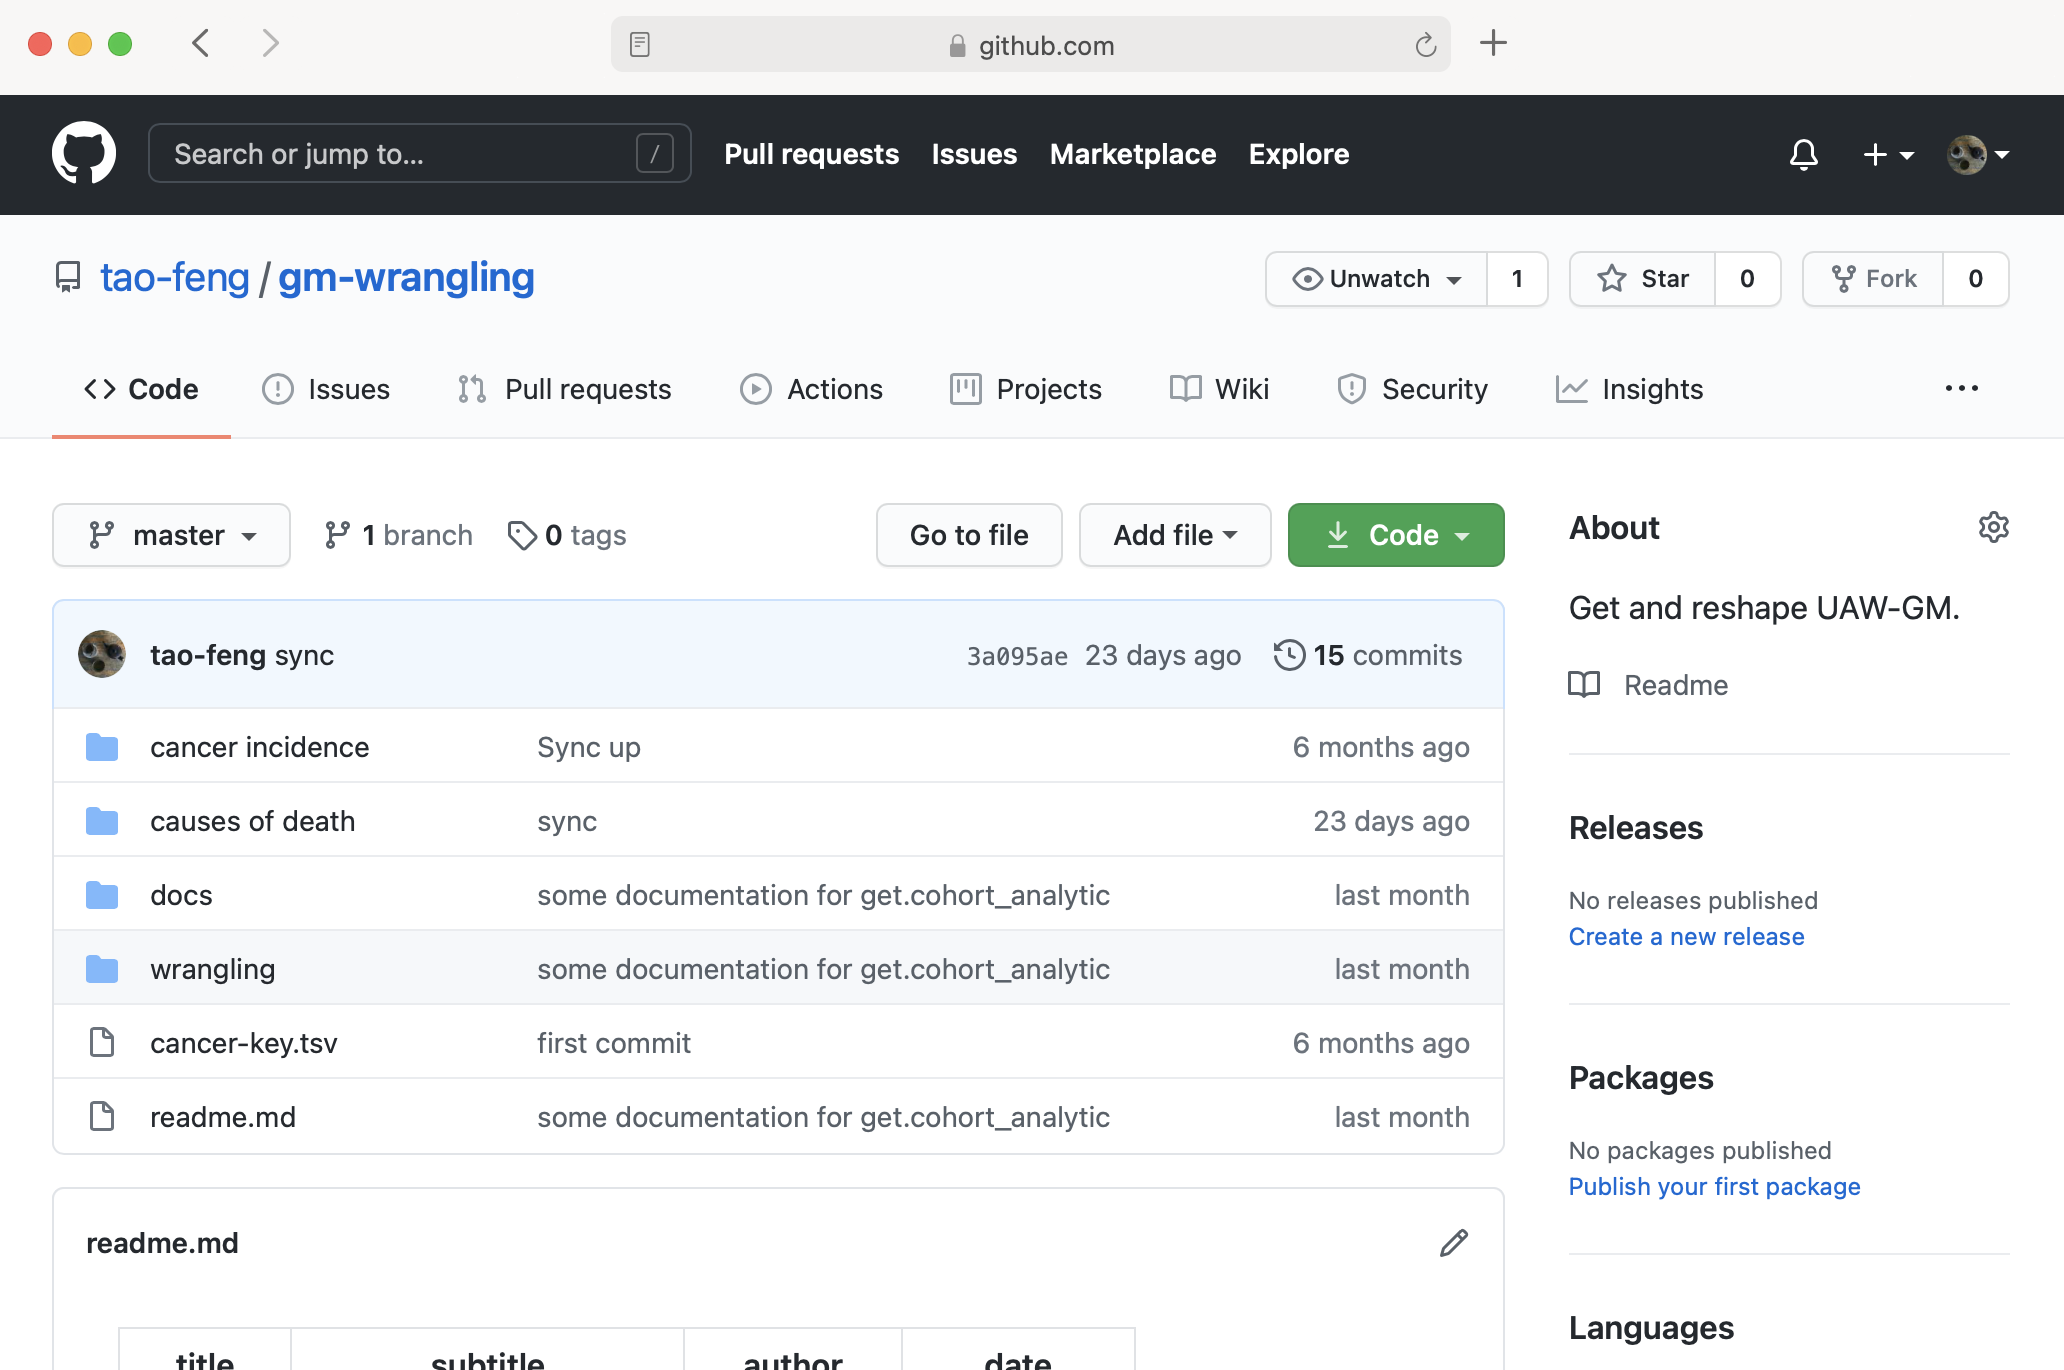 github.com
Search or jump to... /
Pull requests Issues Marketplace Explore
tao-feng / gm-wrangling
Unwatch 1 Star 0 Fork 0
Code Issues Pull requests Actions Projects Wiki Security Insights
master 1 branch 0 tags Go to file Add file Code
tao-feng sync 3a095ae 23 days ago 15 commits
cancer incidence Sync up 6 months ago
causes of death sync 23 days ago
docs some documentation for get.cohort_analytic last month
wrangling some documentation for get.cohort_analytic last month
cancer-key.tsv first commit 6 months ago
readme.md some documentation for get.cohort_analytic last month
readme.md
title subtitle author date
About
Get and reshape UAW-GM.
Readme
Releases
No releases published
Create a new release
Packages
No packages published
Publish your first package
Languages